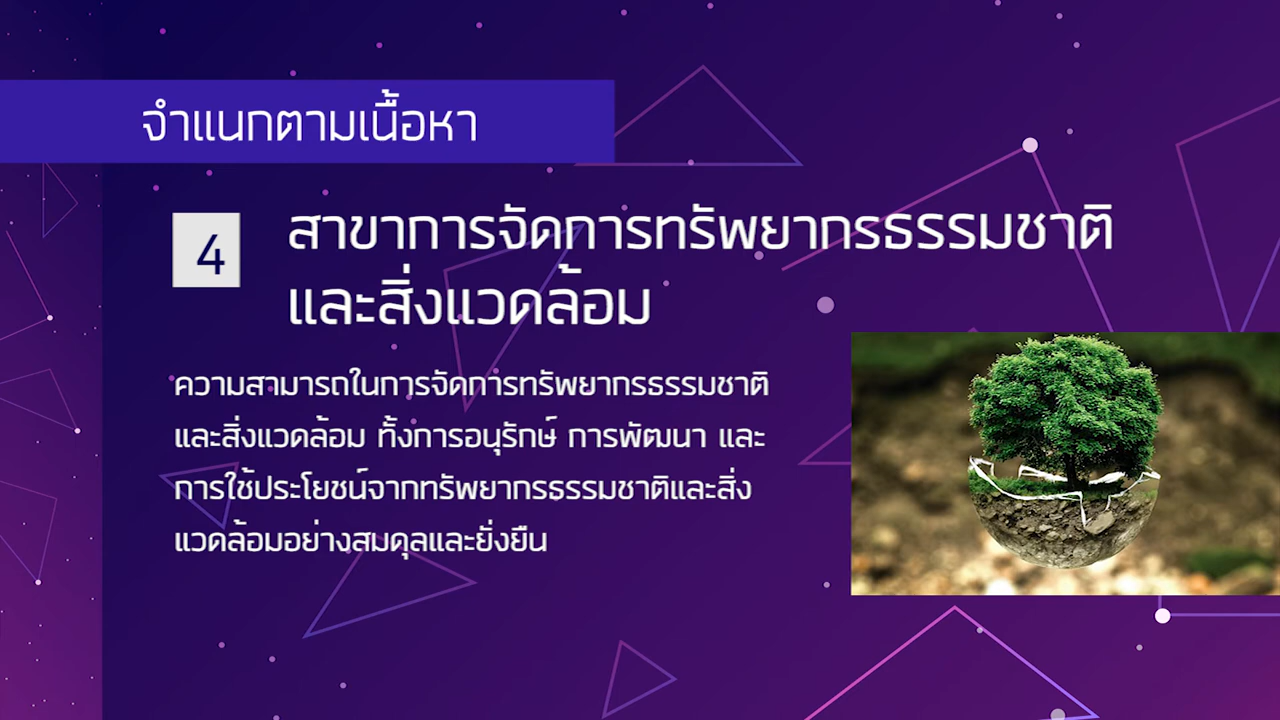 จำแนกตามเนื้อหา
4
สาขาการจัดการทรัพยากรธรรมชาติ
และสิ่งแวดล้อม
ความสามารถในการจัดการทรัพยากรธรรมชาติ
และสิ่งแวดล้อม ทั้งการอนุรักษ์ การพัฒนา และ
การใช้ประโยชน์จากทรัพยากรธรรมชาติและสิ่ง
แวดล้อมอย่างสมดุลและยั่งยืน